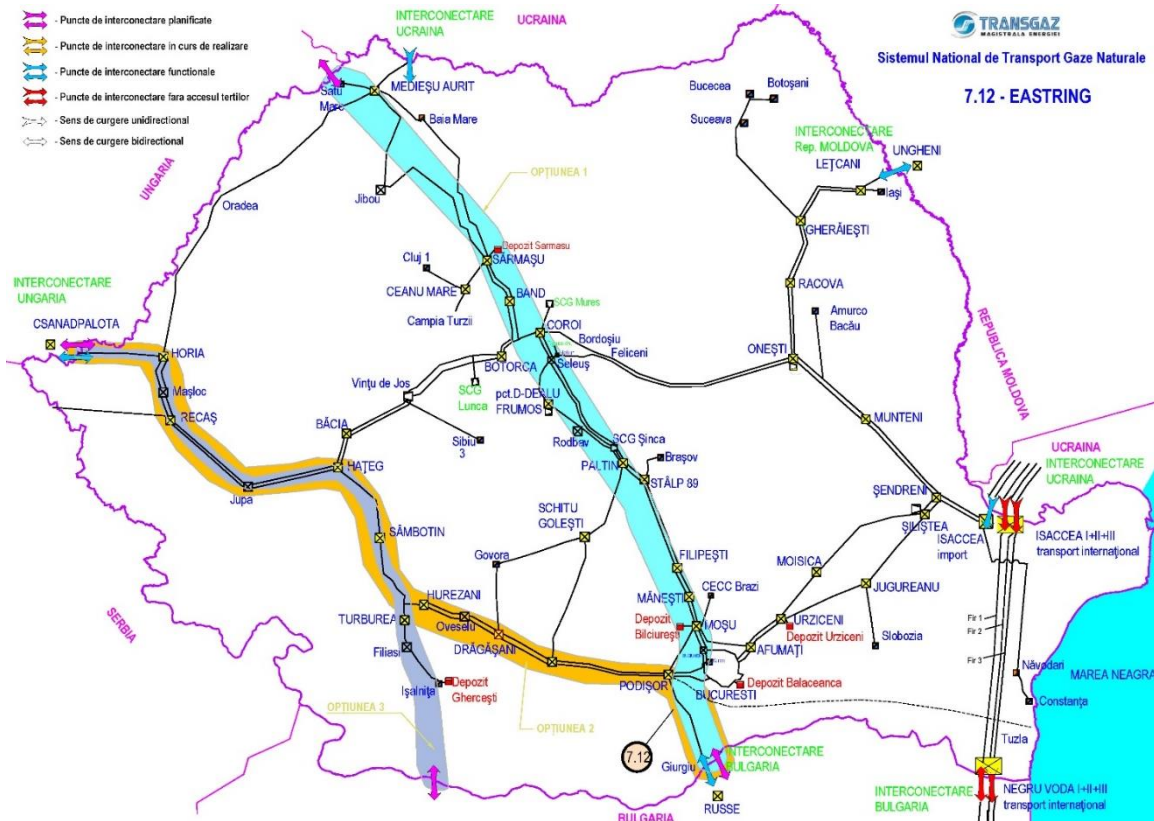 - Puncte de interconectare planificate
- Puncte de interconectare in curs de realizare
- Puncte de interconectare functionale
- Puncte de interconectare fara accesul tertilor
- Sens de curgere unidirectional
- Sens de curgere bidirectional
TRANSGAZ
MAGISTRALA ENERGIEI
Sistemul National de Transport Gaze Naturale
7.12 - EASTRING
INTERCONECTARE
UCRAINA
UCRAINA
Satu
Mare
MEDIEŞU AURIT
Baia Mare
Bucecea
Botoşani
Suceava
INTERCONECTARE
Rep. MOLDOVA
LEŢCANI
UNGHENI
Iaşi
UNGARIA
Oradea
Jibou
OPŢIUNEA 1
GHERĂIEŞTI
Depozit Sarmasu
SĂRMAŞU
Cluj 1
CEANU MARE
BAND
Campia Turzii
SCG Mures
COROI
Bordoşiu
Feliceni
Seleuş
BOTORCA
RACOVA
Amurco
Bacău
ONEŞTI
REPUBLICA MOLDOVA
INTERCONECTARE
UNGARIA
CSANADPALOTA
HORIA
Maşloc
RECAŞ
Vinţu de Jos
SCG
Lunca
pct.D-DEALU
FRUMOS
BĂCIA
Sibiu
3
Rodbav
SCG Şinca
MUNTENI
HAŢEG
Jupa
PALTIN
Braşov
STÂLP 89
UCRAINA
INTERCONECTARE
UCRAINA
ŞENDRENI
ŞILIŞTEA
ISACCEA
import
ISACCEA I+II+III
transport internaţional
SÂMBOTIN
SCHITU
GOLEŞTI
Govora
FILIPEŞTI
MOISICA
JUGUREANU
CECC Brazi
MĂNEŞTI
HUREZANI
TURBUREA
Oveselu
DRĂGĂŞANI
Depozit
Bilciureşti
MOŞU
URZICENI
Depozit Urziceni
AFUMAŢI
Slobozia
Fir 1
Fir 2
Fir 3
SERBIA
Filiasi
Işalniţa
Depozit
Gherceşti
PODIŞOR
BUCURESTI
Depozit Balaceanca
Năvodari
MAREA NEAGRA
Constanţa
OPŢIUNEA 3
OPŢIUNEA 2
7.12
Tuzla
INTERCONECTARE
BULGARIA
Giurgiu
RUSSE
BULGARIA
INTERCONECTARE
BULGARIA
NEGRU VODA I+II+III
transport internaţional